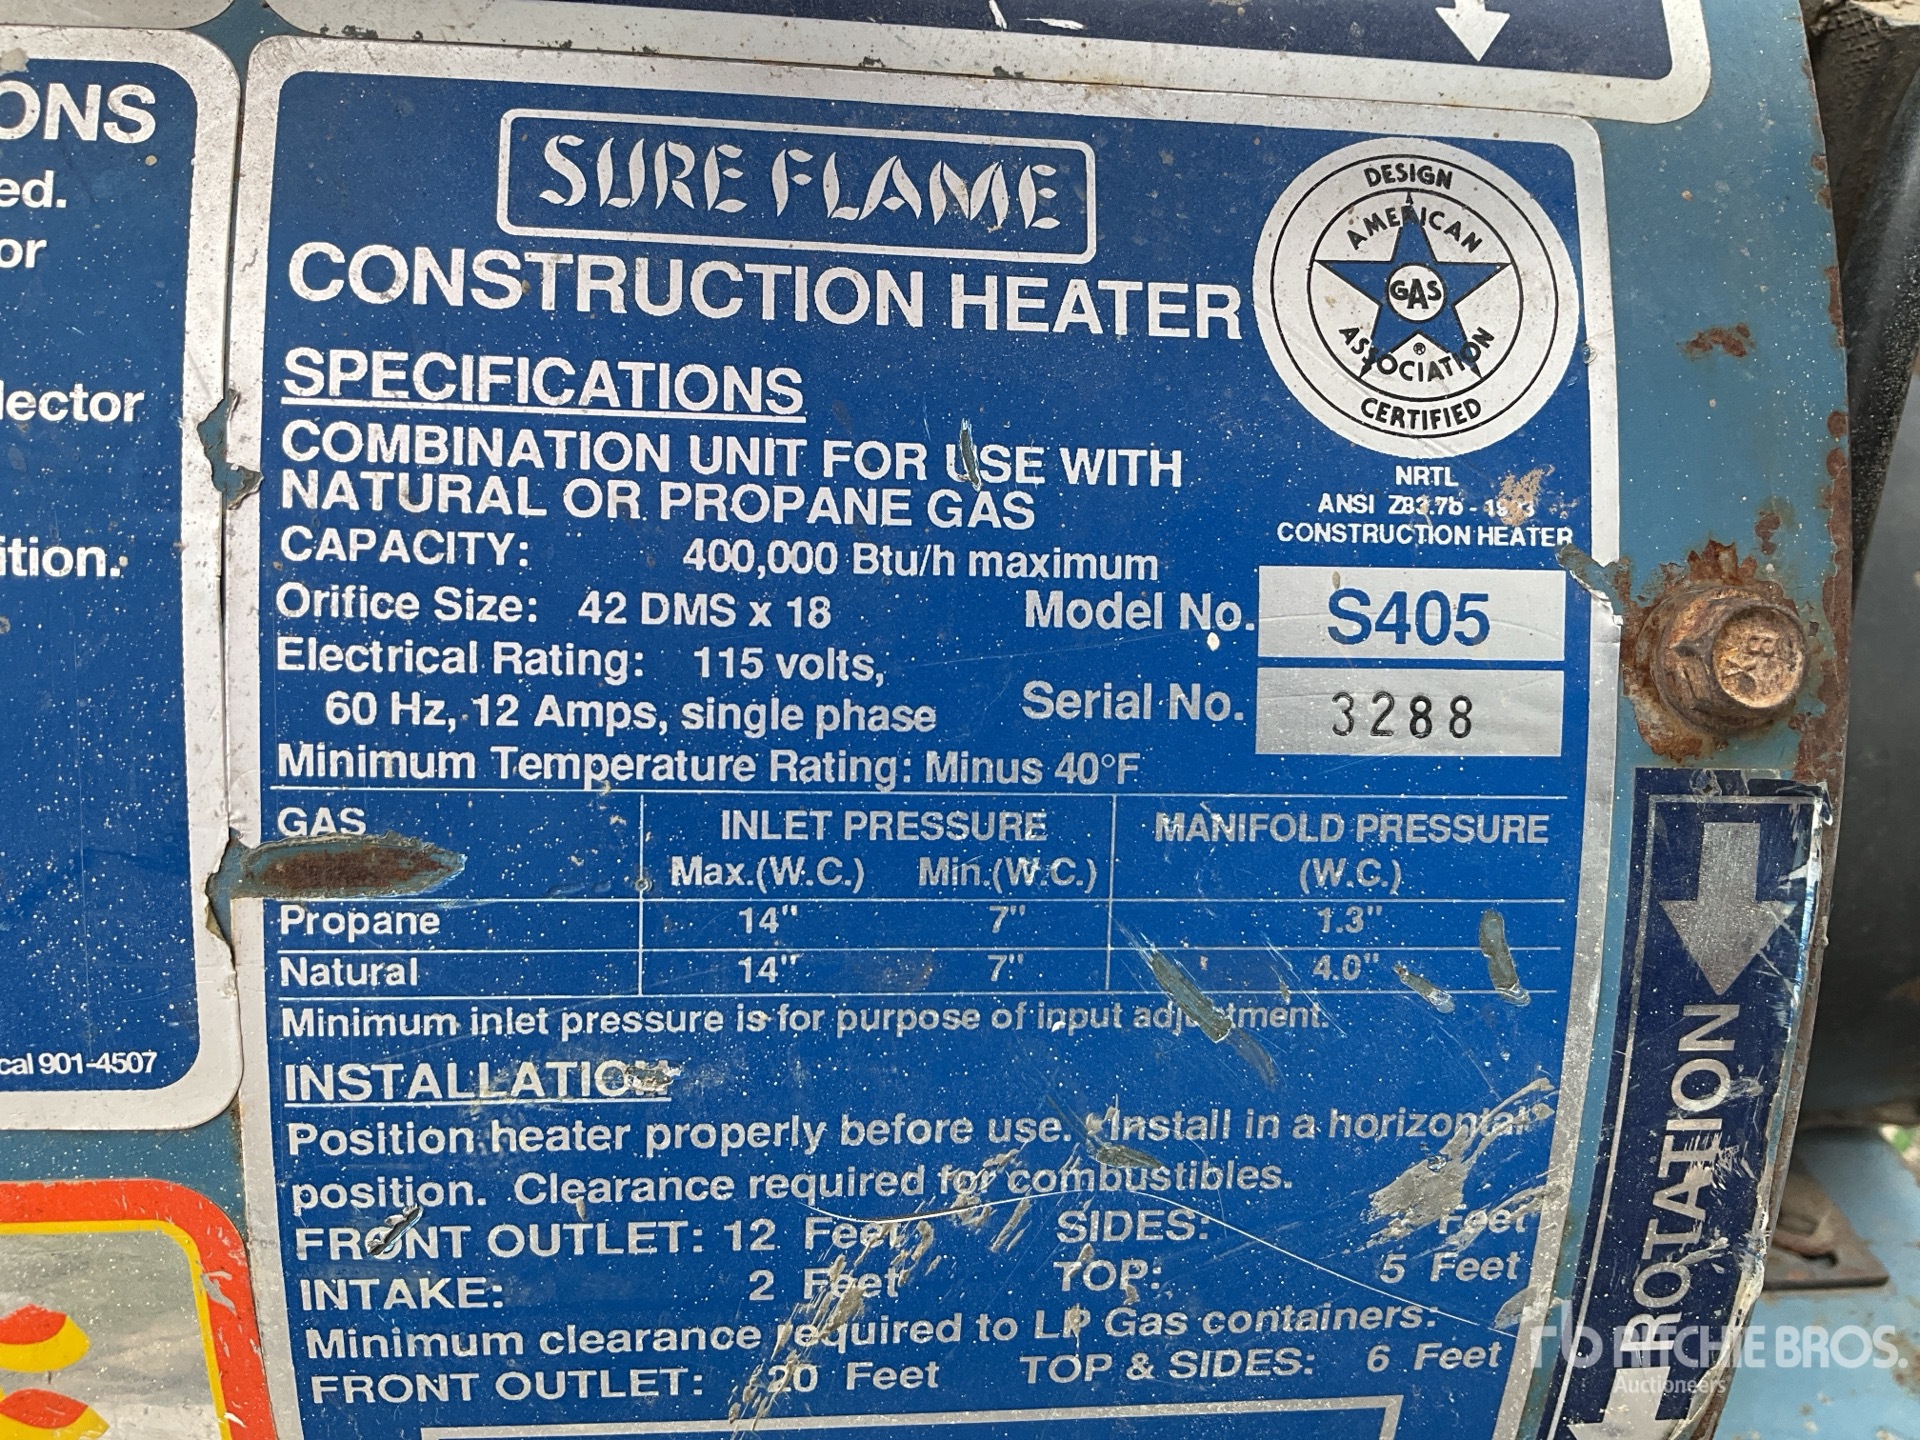 ONS
ed.
or
lector
ition.
cal 901-4507
SURE FLAME
CONSTRUCTION HEATER
DESIGN
AMERICAN
GAS
ASSOCIATION
®
CERTIFIED
NRTL
ANSI Z83.7b -
CONSTRUCTION HEATER
SPECIFICATIONS
COMBINATION UNIT FOR USE WITH
NATURAL OR PROPANE GAS
CAPACITY: 400,000 Btu/h maximum
Orifice Size: 42 DMS x 18
Model No. S405
Electrical Rating: 115 volts,
60 Hz, 12 Amps, single phase
Serial No. 3288
Minimum Temperature Rating: Minus 40°F
GAS INLET PRESSURE MANIFOLD PRESSURE
Max.(W.C.) Min.(W.C.) (W.C.)
Propane 14" 7" 1.3"
Natural 14" 7" 4.0"
Minimum inlet pressure is for purpose of input adjustment.
INSTALLATION
Position heater properly before use. Install in a horizontal
position. Clearance required for combustibles.
FRONT OUTLET: 12 Feet SIDES: Feet
INTAKE: 2 Feet TOP: 5 Feet
Minimum clearance required to LP Gas containers:
FRONT OUTLET: 20 Feet TOP & SIDES: 6 Feet
ROTATION
rb RITCHIE BROS.
Auctioneers